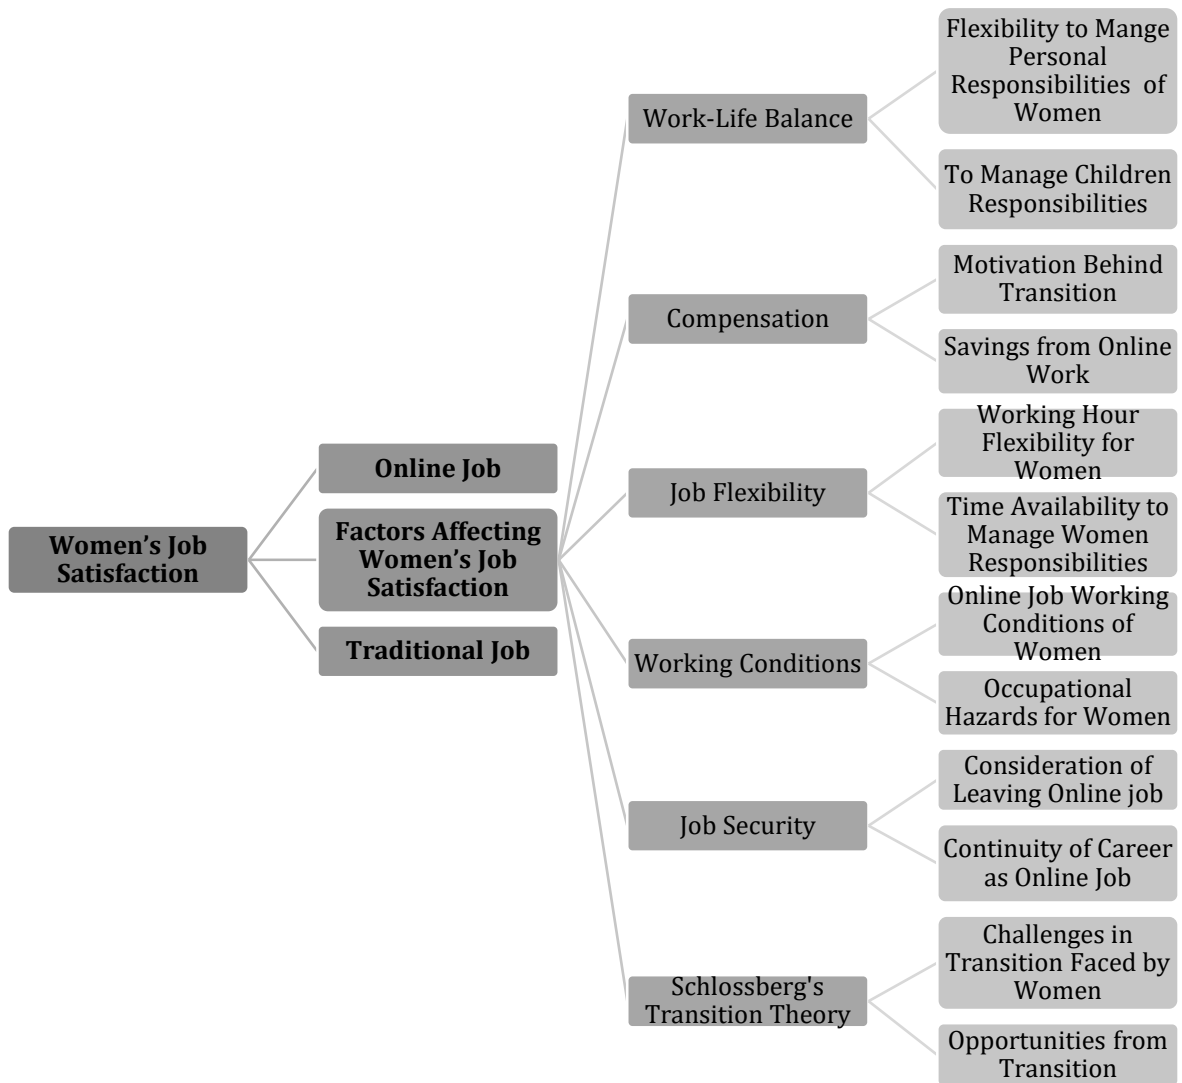 Women’s Job
Satisfaction
Online Job
Factors Affecting
Women’s Job
Satisfaction
Traditional Job
Work-Life Balance
Flexibility to Mange
Personal
Responsibilities  of
Women
To Manage Children
Responsibilities
Compensation
Motivation Behind
Transition
Savings from Online
Work
Job Flexibility
Working Hour
Flexibility for
Women
Time Availability to
Manage Women
Responsibilities
Working Conditions
Online Job Working
Conditions of
Women
Occupational
Hazards for Women
Job Security
Consideration of
Leaving Online job
Continuity of Career
as Online Job
Schlossberg's
Transition Theory
Challenges in
Transition Faced by
Women
Opportunities from
Transition